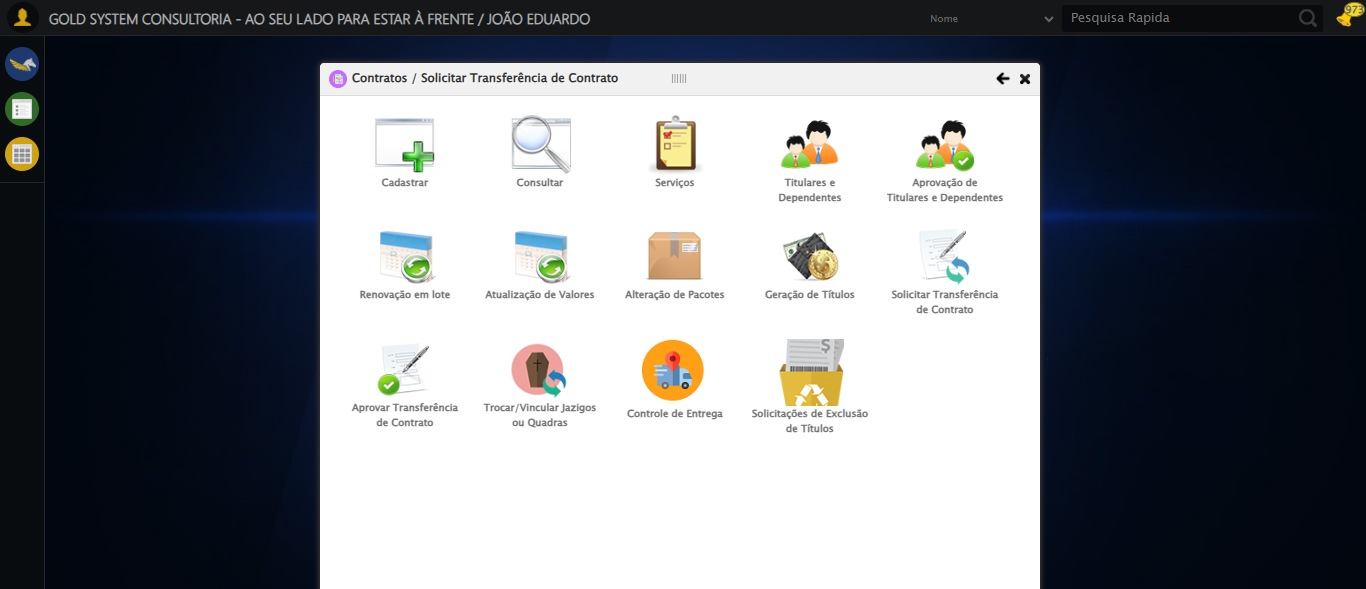 GOLD SYSTEM CONSULTORIA - AO SEU LADO PARA ESTAR À FRENTE / JOÃO EDUARDO
Nome
Pesquisa Rapida
973
Contratos / Solicitar Transferência de Contrato
Cadastrar
Consultar
Serviços
Titulares e
Dependentes
Aprovação de
Titulares e Dependentes
Renovação em lote
Atualização de Valores
Alteração de Pacotes
Geração de Títulos
Solicitar Transferência
de Contrato
Aprovar Transferência
de Contrato
Trocar/Vincular Jazigos
ou Quadras
Controle de Entrega
$
Solicitações de Exclusão
de Títulos